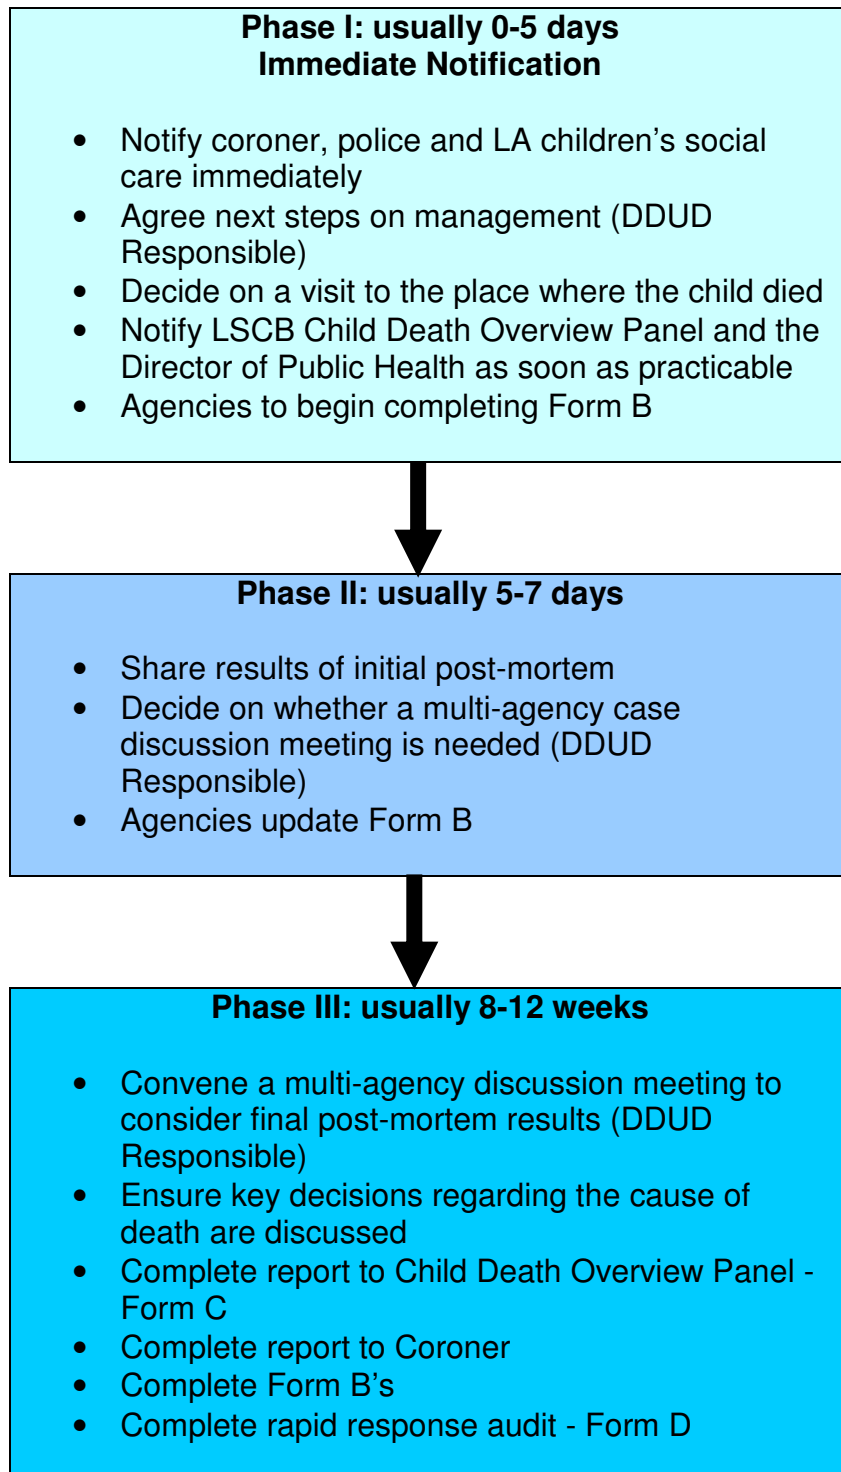 Phase I: usually 0-5 days
Immediate Notification
• Notify coroner, police and LA children's social
care immediately
• Agree next steps on management (DDUD
Responsible)
• Decide on a visit to the place where the child died
• Notify LSCB Child Death Overview Panel and the
Director of Public Health as soon as practicable
• Agencies to begin completing Form B
Phase II: usually 5-7 days
• Share results of initial post-mortem
• Decide on whether a multi-agency case
discussion meeting is needed (DDUD
Responsible)
• Agencies update Form B
Phase III: usually 8-12 weeks
• Convene a multi-agency discussion meeting to
consider final post-mortem results (DDUD
Responsible)
• Ensure key decisions regarding the cause of
death are discussed
• Complete report to Child Death Overview Panel -
Form C
• Complete report to Coroner
• Complete Form B's
• Complete rapid response audit - Form D